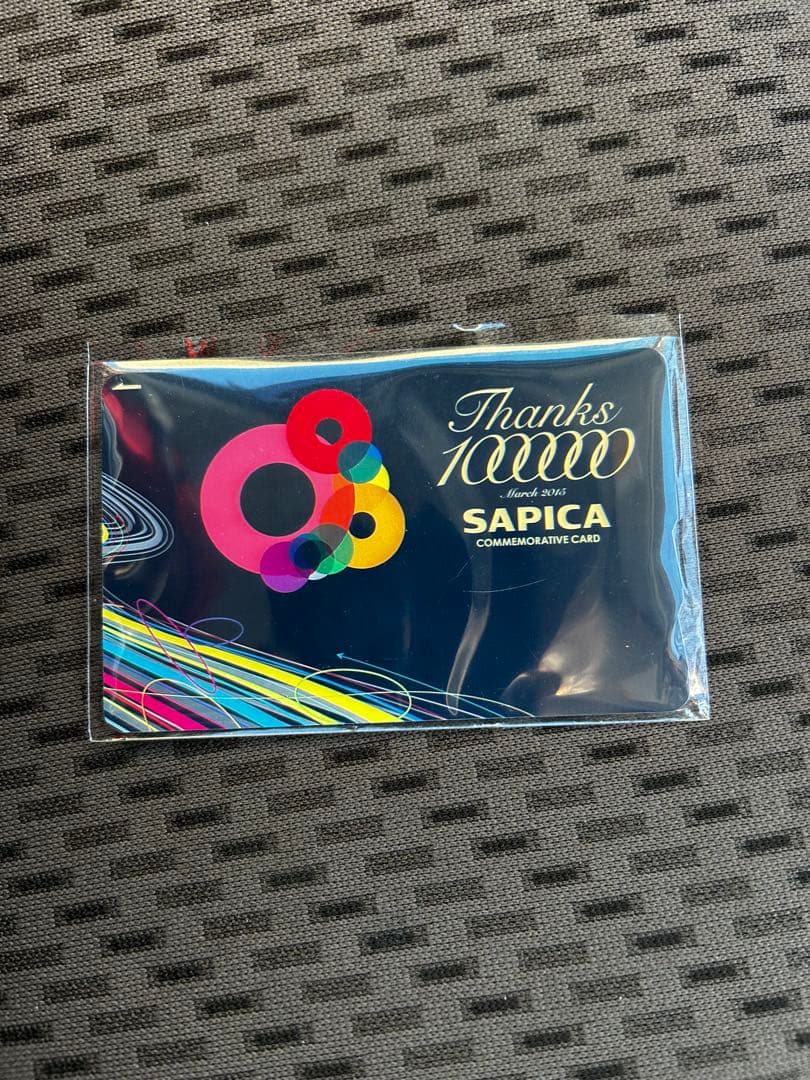 Thanks
1000000
March 2015
SAPICA
COMMEMORATIVE CARD